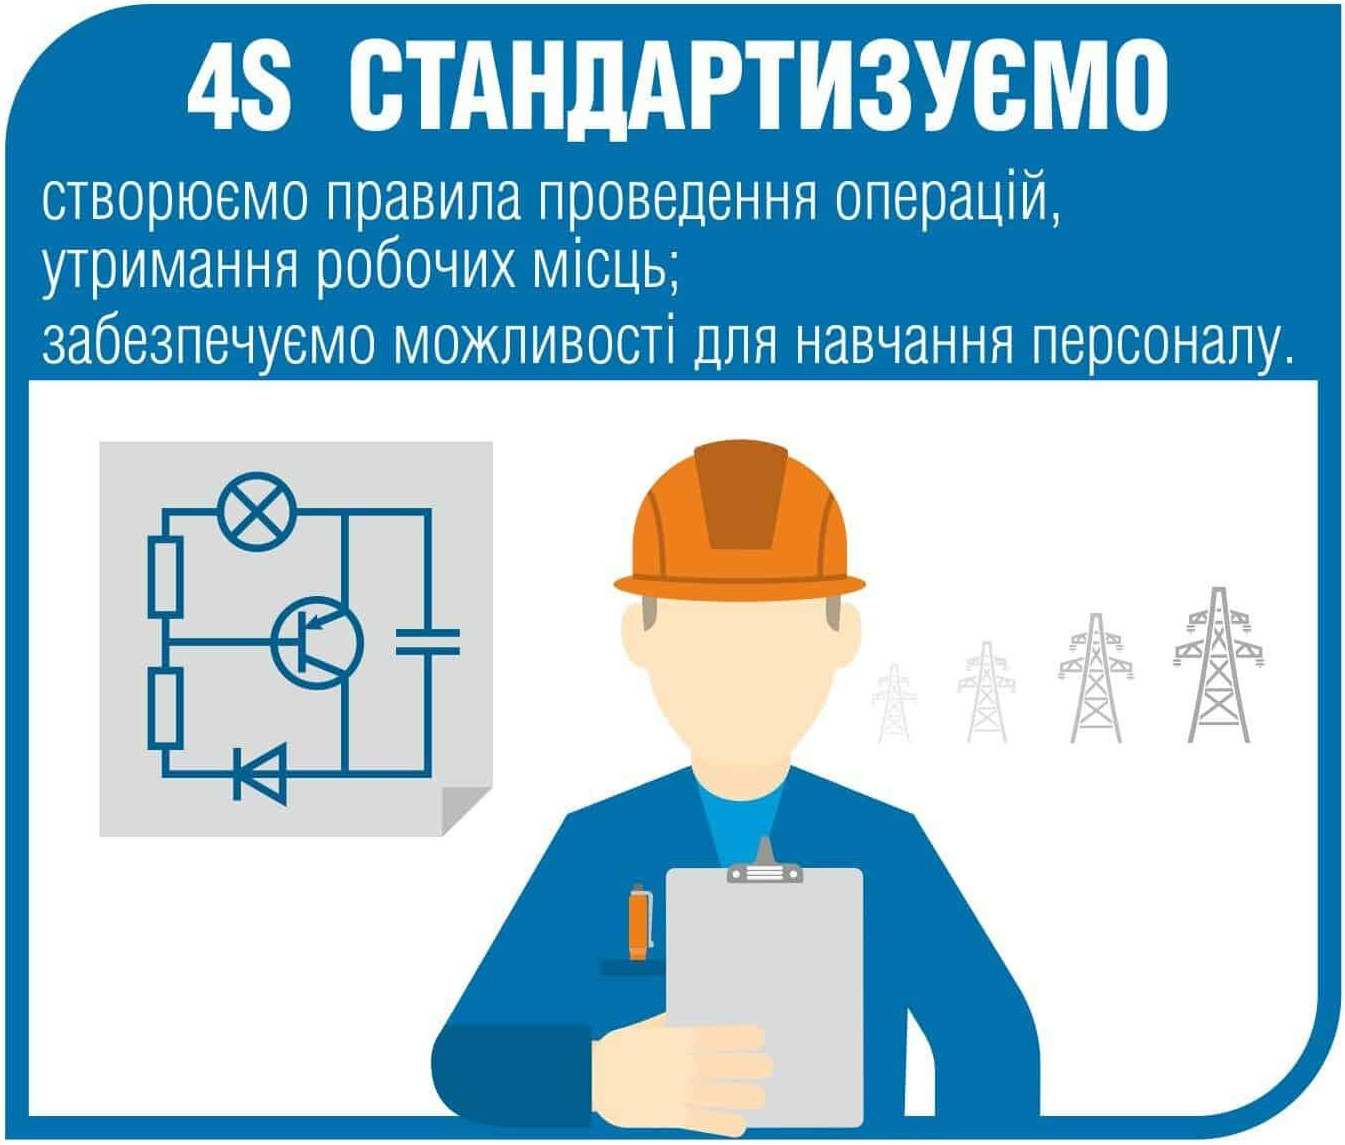 4S СТАНДАРТИЗУЄМО
створюємо правила проведення операцій,
утримання робочих місць;
забезпечуємо можливості для навчання персоналу.